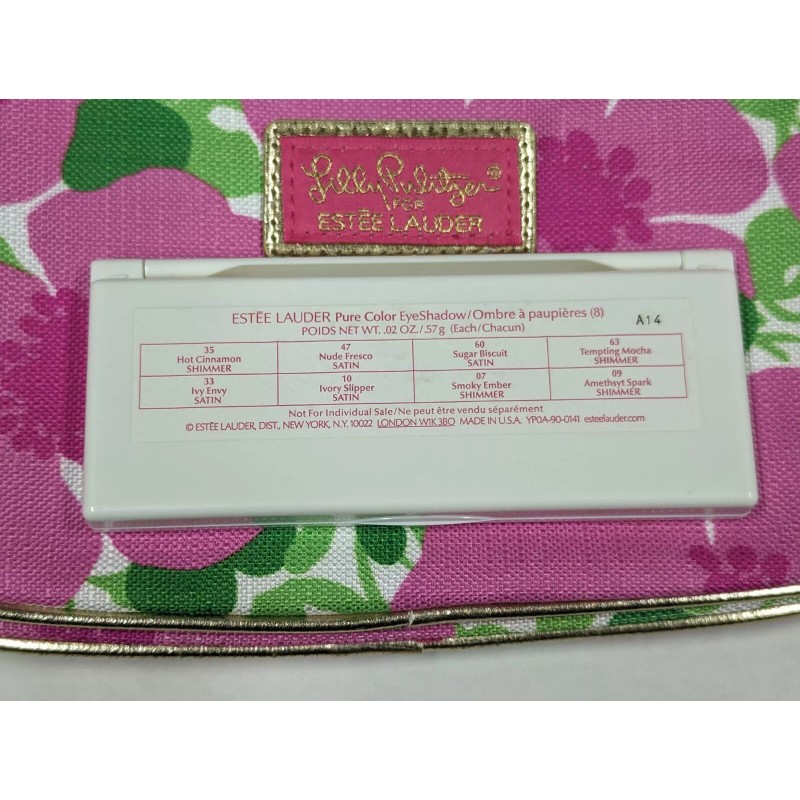 Lilly Pulitzer®
FOR
ESTĒE LAUDER
ESTĒE LAUDER Pure Color EyeShadow/Ombre à paupières (8)
POIDS NET WT. .02 OZ./.57g (Each/Chacun)
A14
35
Hot Cinnamon
SHIMMER
47
Nude Fresco
SATIN
60
Sugar Biscuit
SATIN
63
Tempting Mocha
SHIMMER
33
Ivy Envy
SATIN
10
Ivory Slipper
SATIN
07
Smoky Ember
SHIMMER
09
Amethsyt Spark
SHIMMER
Not For Individual Sale/Ne peut être vendu séparément
© ESTĒE LAUDER, DIST., NEW YORK, N.Y. 10022 LONDON W1K 3BQ MADE IN U.S.A. YP0A-90-0141 esteelauder.com